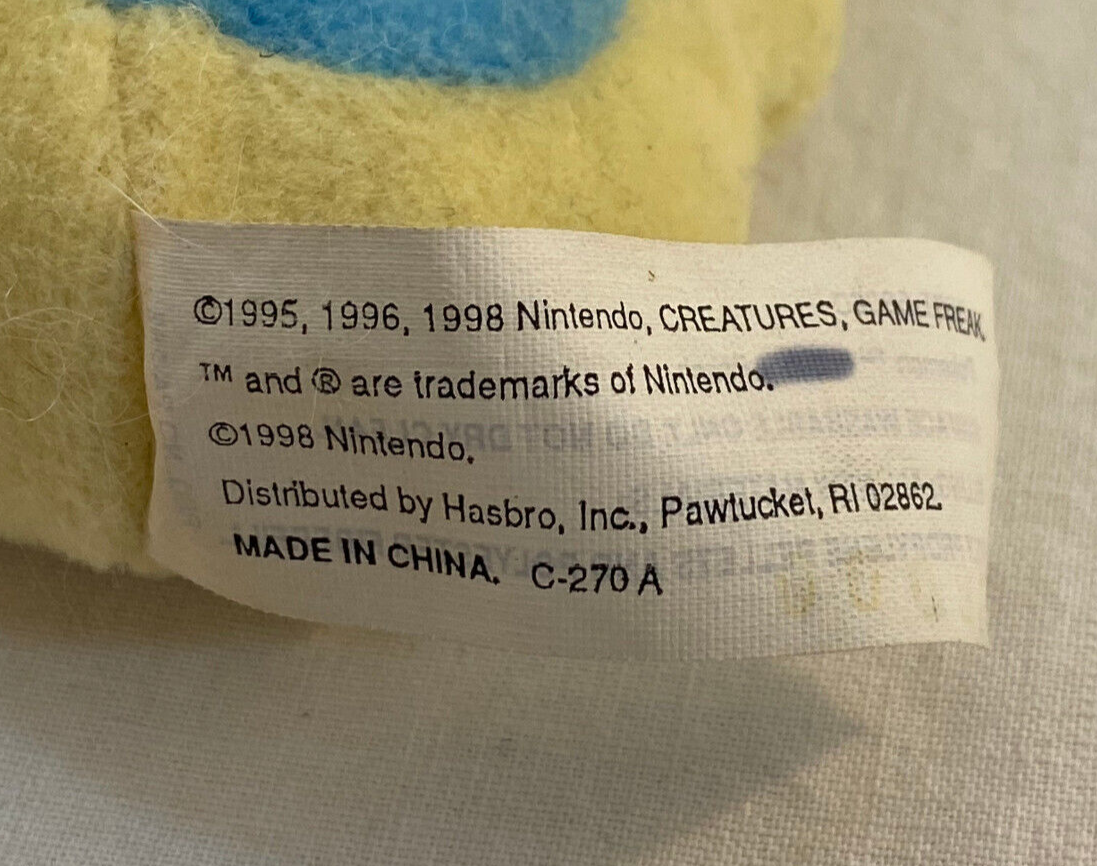 ©1995, 1996, 1998 Nintendo, CREATURES, GAME FREAK.
™ and ® are trademarks of Nintendo.
©1998 Nintendo.
Distributed by Hasbro, Inc., Pawtucket, RI 02862.
MADE IN CHINA. C-270 A